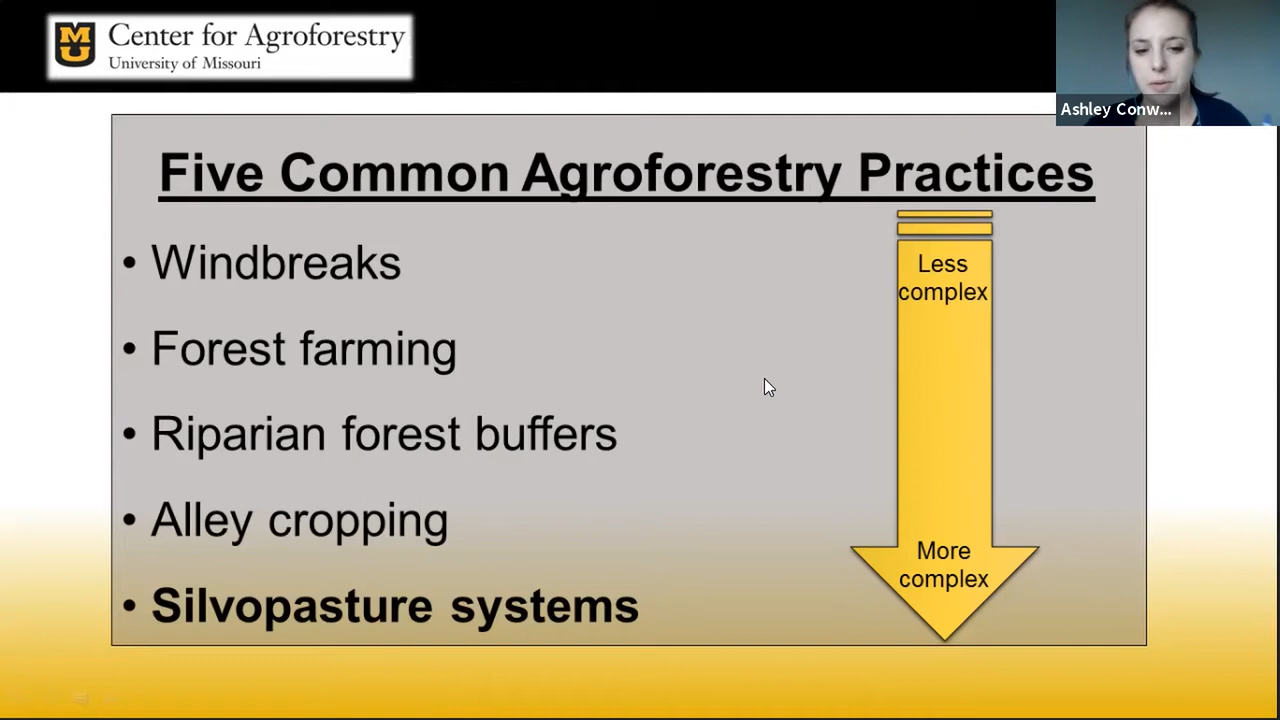 MU
Center for Agroforestry
University of Missouri
Ashley Conw...
Five Common Agroforestry Practices
• Windbreaks
• Forest farming
• Riparian forest buffers
• Alley cropping
• Silvopasture systems
Less
complex
More
complex